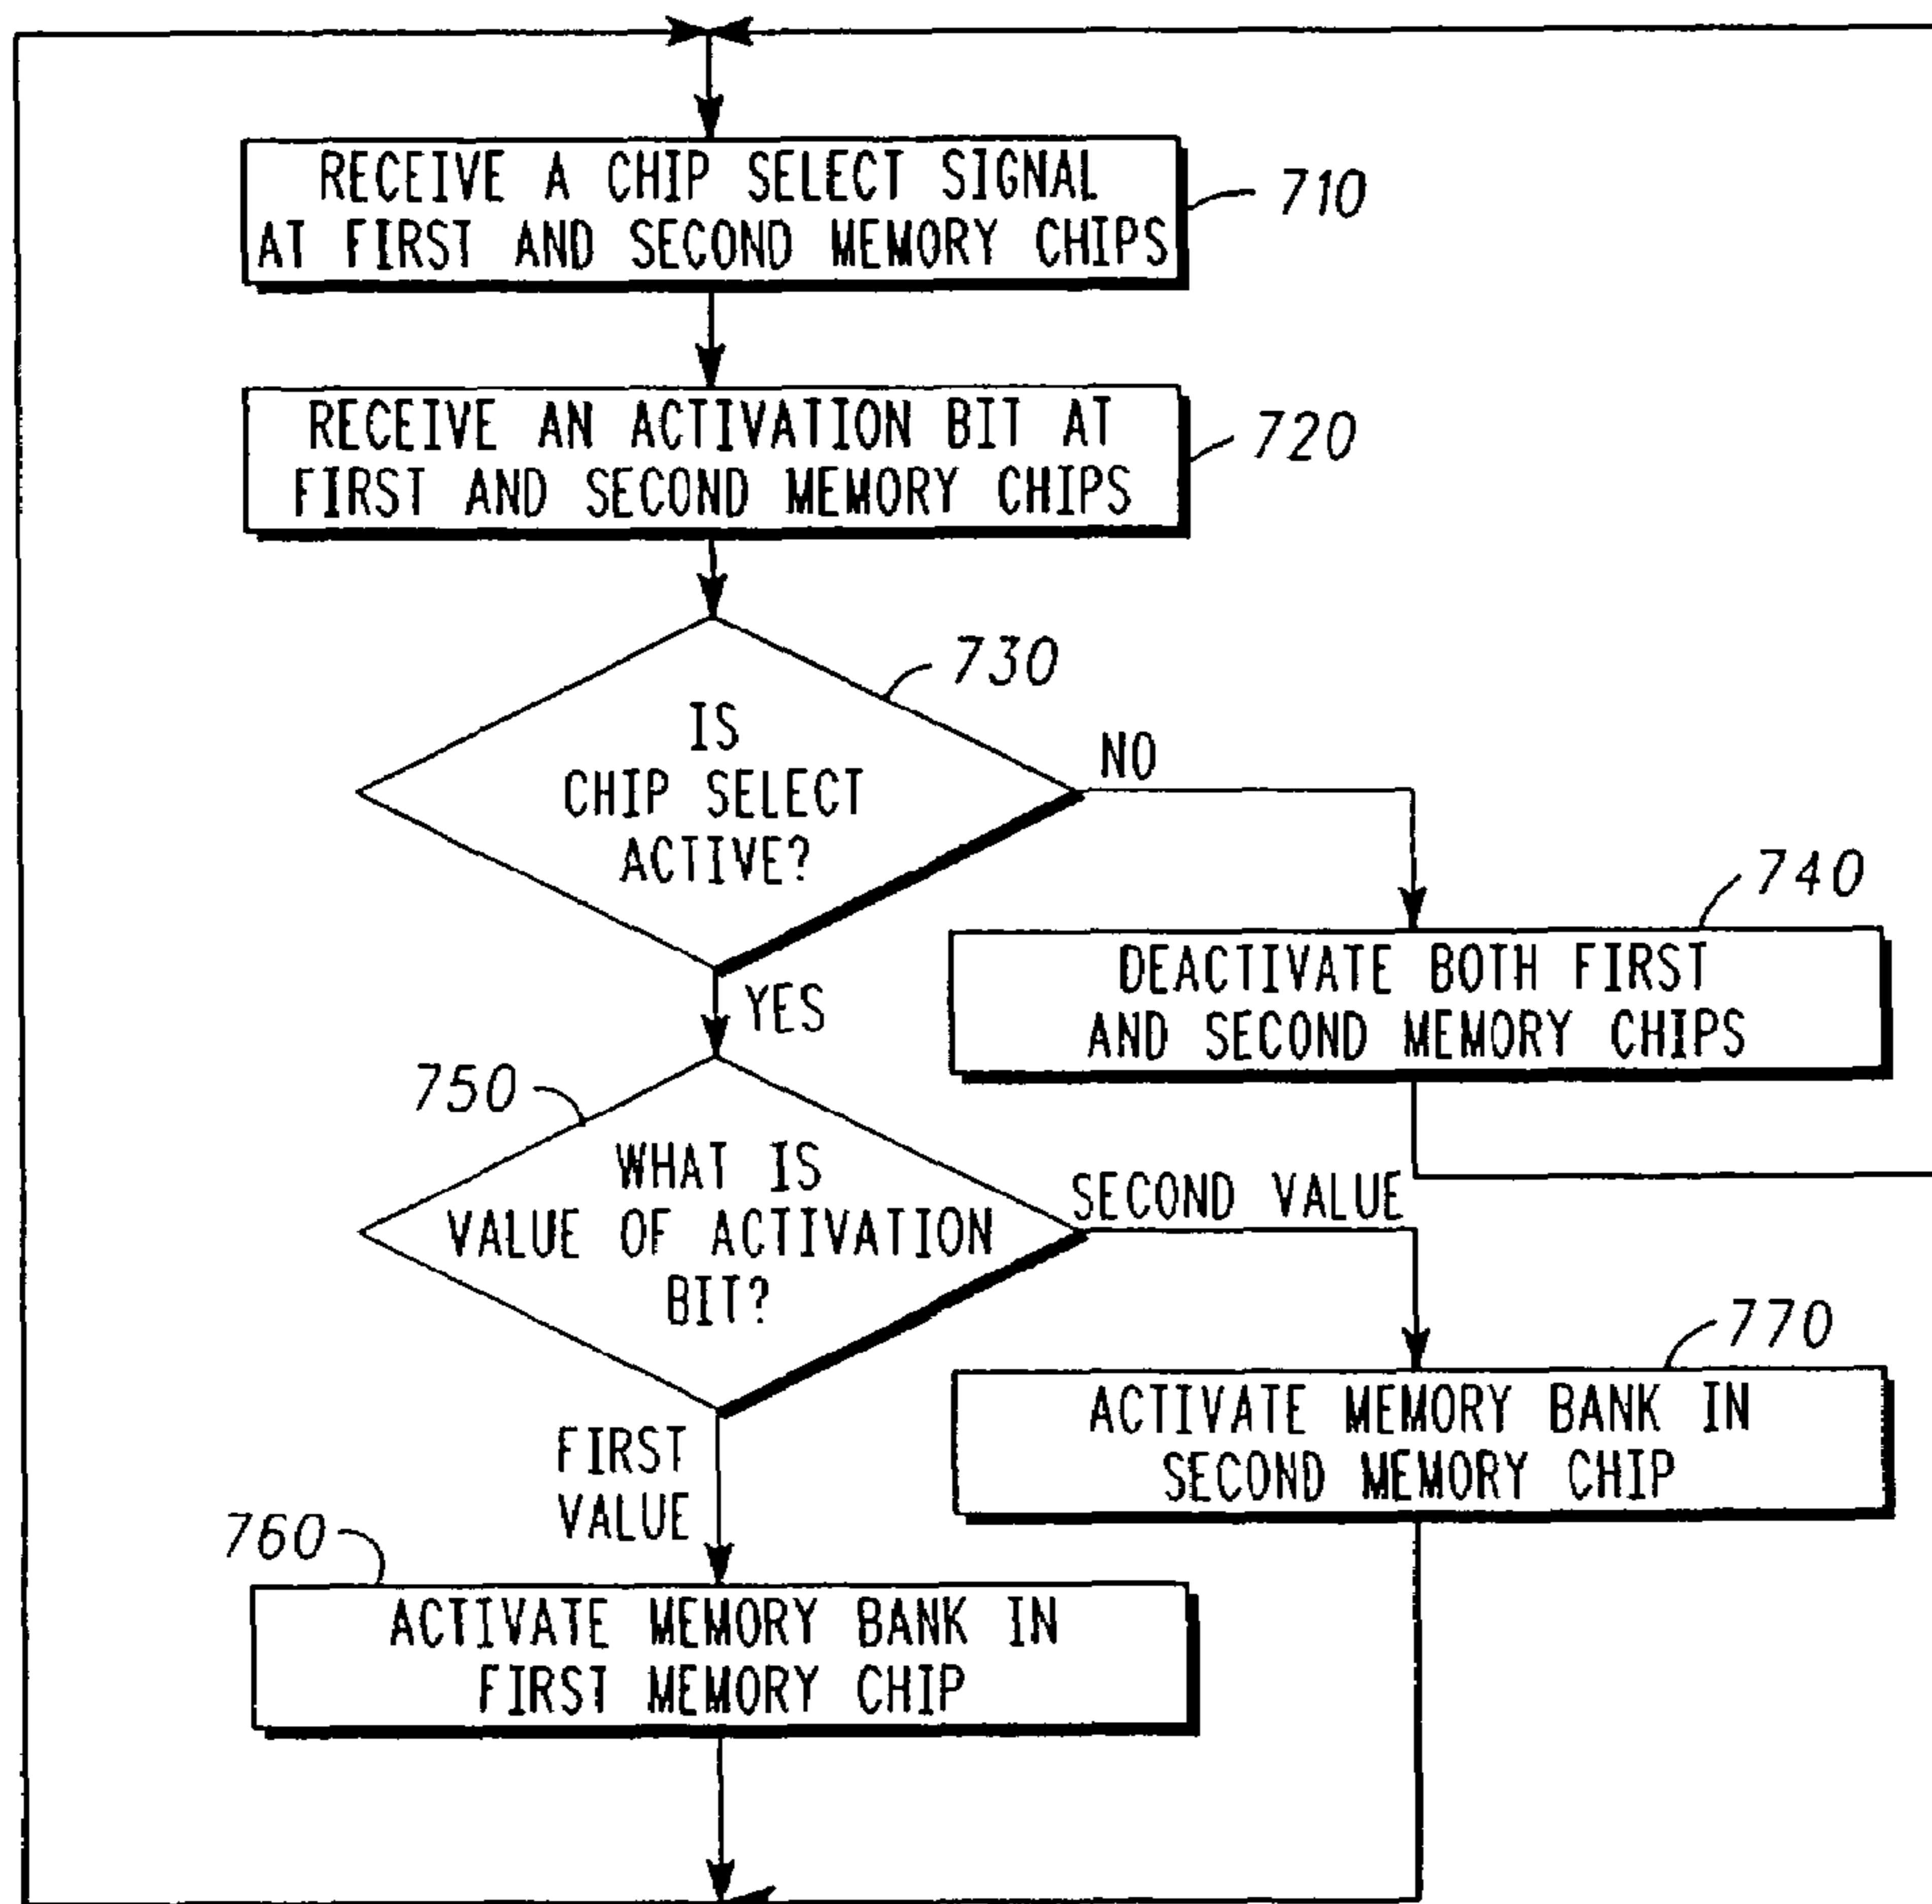 RECEIVE A CHIP SELECT SIGNAL
AT FIRST AND SECOND MEMORY CHIPS
710
RECEIVE AN ACTIVATION BIT AT
FIRST AND SECOND MEMORY CHIPS
720
730
IS
CHIP SELECT
ACTIVE?
NO
YES
740
DEACTIVATE BOTH FIRST
AND SECOND MEMORY CHIPS
750
WHAT IS
VALUE OF ACTIVATION
BIT?
SECOND VALUE
FIRST
VALUE
770
ACTIVATE MEMORY BANK IN
SECOND MEMORY CHIP
760
ACTIVATE MEMORY BANK IN
FIRST MEMORY CHIP